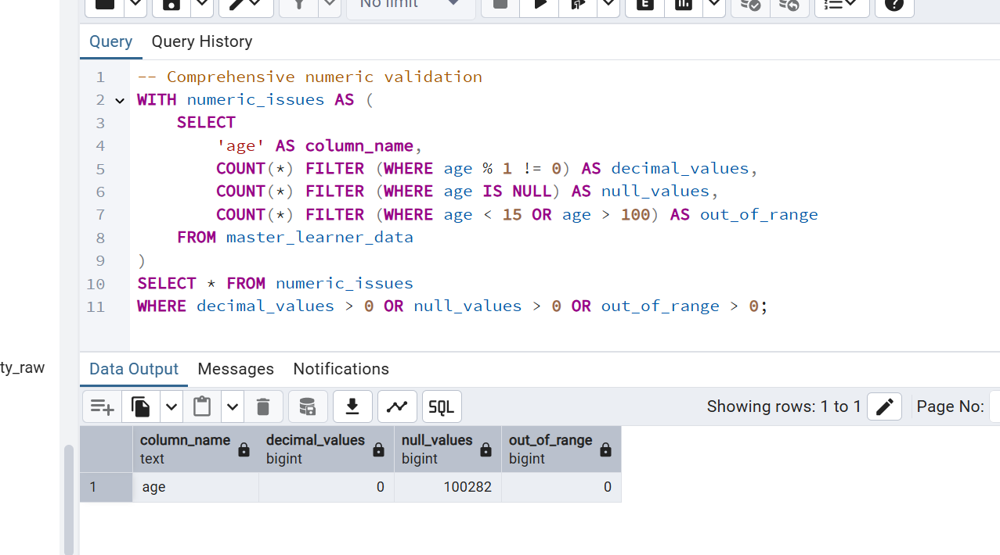 No limit
Query Query History
1 -- Comprehensive numeric validation
2 WITH numeric_issues AS (
3 SELECT
4 'age' AS column_name,
5 COUNT(*) FILTER (WHERE age % 1 != 0) AS decimal_values,
6 COUNT(*) FILTER (WHERE age IS NULL) AS null_values,
7 COUNT(*) FILTER (WHERE age < 15 OR age > 100) AS out_of_range
8 FROM master_learner_data
9 )
10 SELECT * FROM numeric_issues
11 WHERE decimal_values > 0 OR null_values > 0 OR out_of_range > 0;
ty_raw
Data Output Messages Notifications
SQL Showing rows: 1 to 1 Page No:
column_name decimal_values null_values out_of_range
text bigint bigint bigint
1 age 0 100282 0